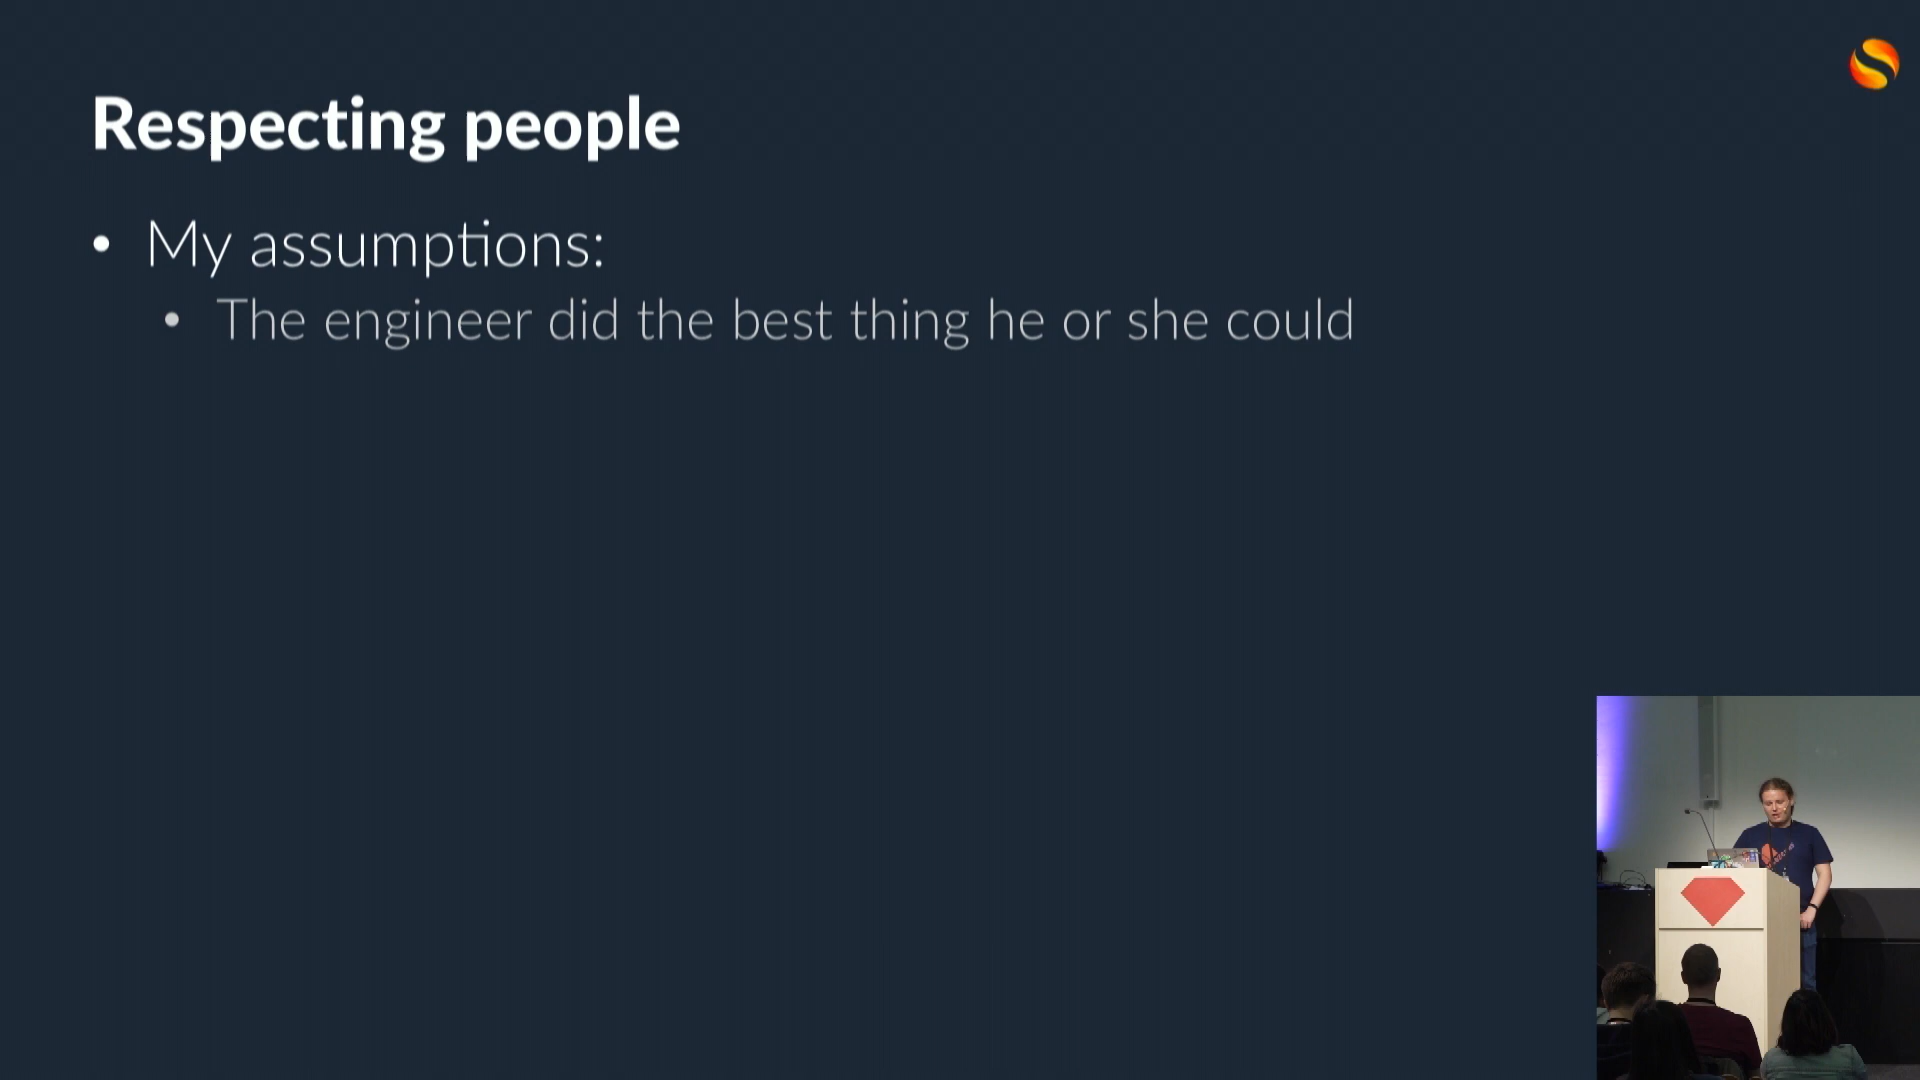 Respecting people
• My assumptions:
• The engineer did the best thing he or she could